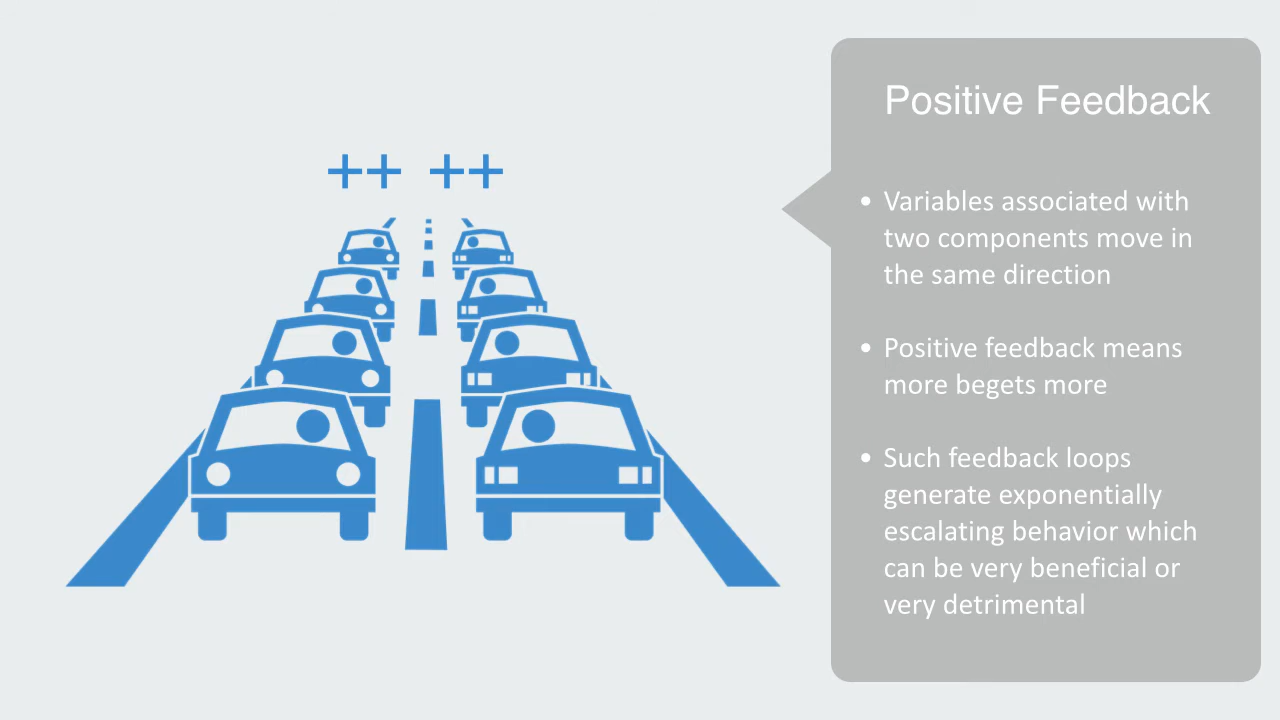 Positive Feedback
++ ++
• Variables associated with
two components move in
the same direction
• Positive feedback means
more begets more
• Such feedback loops
generate exponentially
escalating behavior which
can be very beneficial or
very detrimental